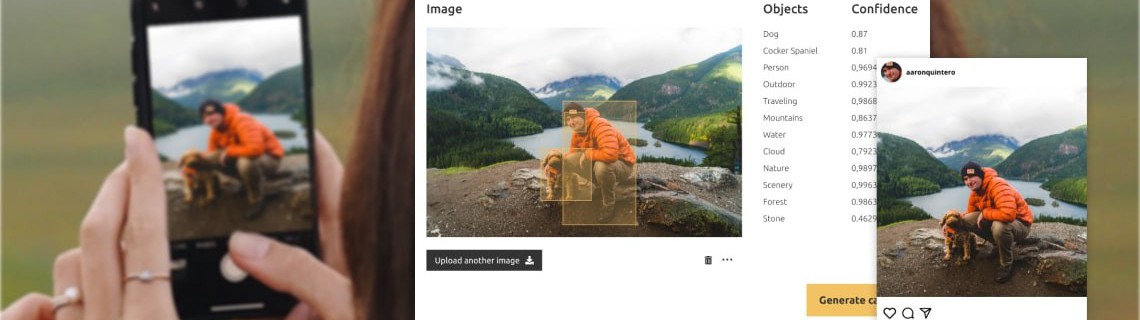 Image
Objects Confidence
Dog 0.87
Cocker Spaniel 0.81
Person 0,9694
Outdoor 0.9923
Traveling 0,9868
Mountains 0,8637
Water 0.9773
Cloud 0,7923
Nature 0,9897
Scenery 0,9963
Forest 0.9863
Stone 0.4629
Upload another image
Generate ca
aaronquintero